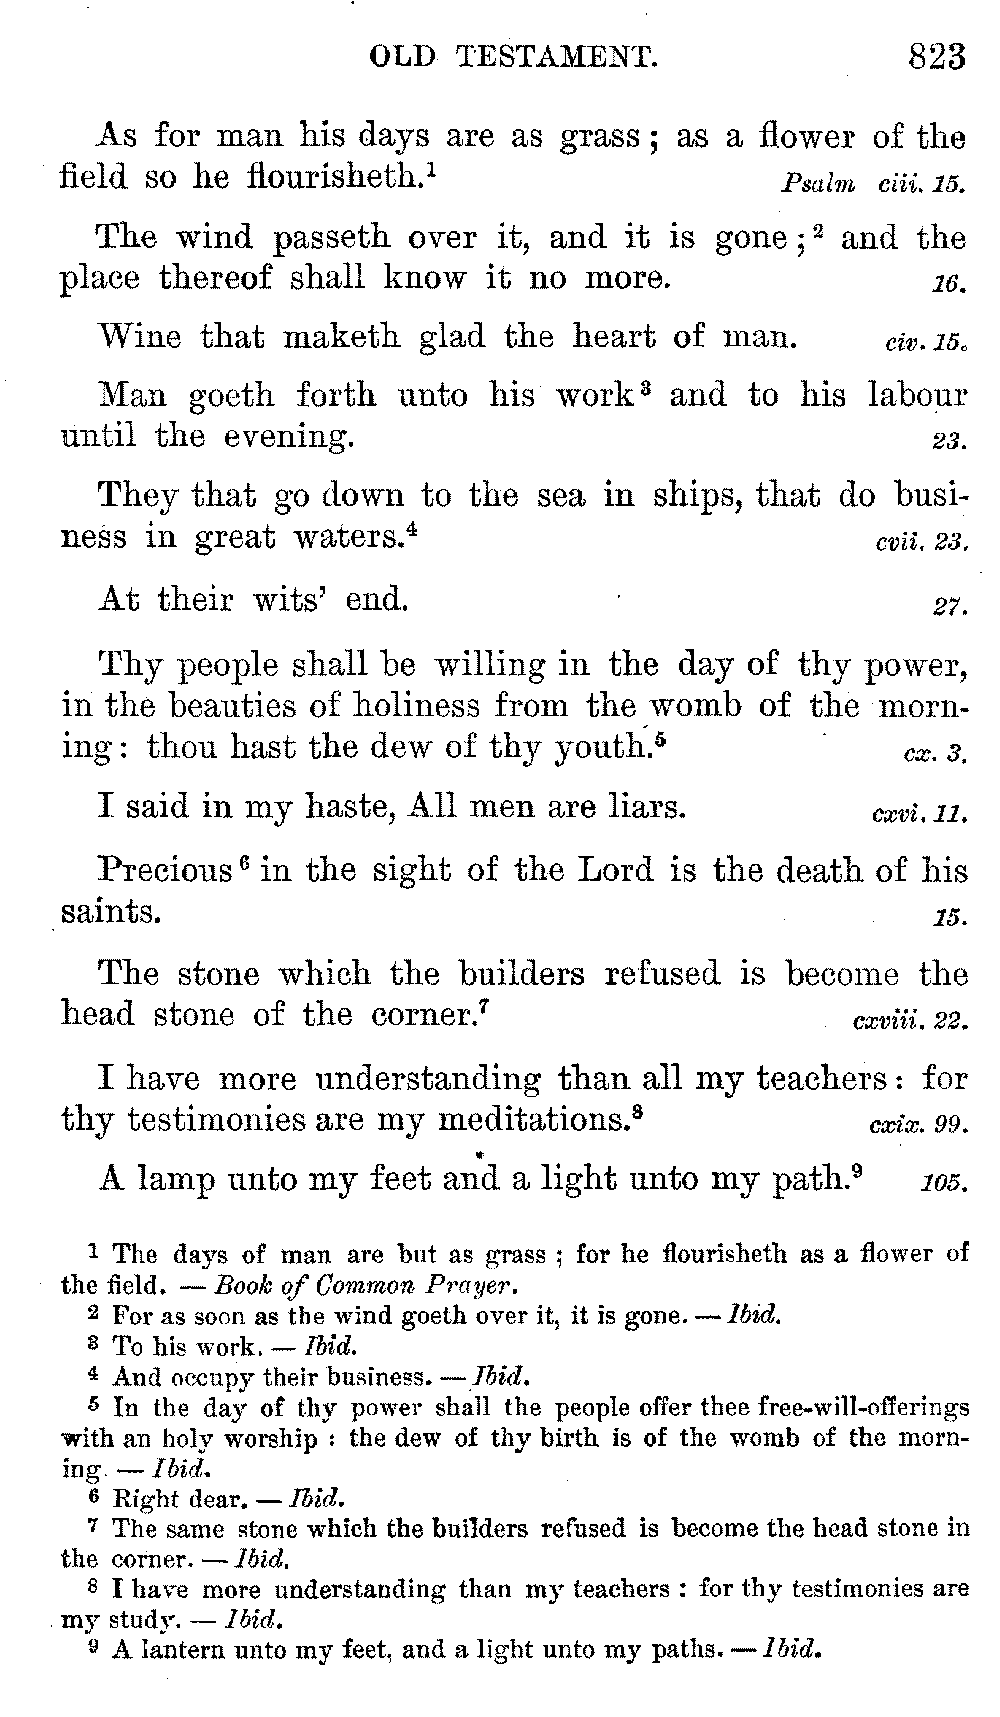 OLD TESTAMENT. 823
As for man his days are as grass; as a flower of the
field so he flourisheth.¹ Psalm ciii. 15.
The wind passeth over it, and it is gone;² and the
place thereof shall know it no more. 16.
Wine that maketh glad the heart of man. civ. 15.
Man goeth forth unto his work³ and to his labour
until the evening. 23.
They that go down to the sea in ships, that do busi-
ness in great waters.⁴ cvii. 23.
At their wits' end. 27.
Thy people shall be willing in the day of thy power,
in the beauties of holiness from the womb of the morn-
ing: thou hast the dew of thy youth.⁵ cx. 3.
I said in my haste, All men are liars. cxvi. 11.
Precious⁶ in the sight of the Lord is the death of his
saints. 15.
The stone which the builders refused is become the
head stone of the corner.⁷ cxviii. 22.
I have more understanding than all my teachers: for
thy testimonies are my meditations.⁸ cxix. 99.
A lamp unto my feet and a light unto my path.⁹ 105.
¹ The days of man are but as grass; for he flourisheth as a flower of
the field. — Book of Common Prayer.
² For as soon as the wind goeth over it, it is gone. — Ibid.
³ To his work. — Ibid.
⁴ And occupy their business. — Ibid.
⁵ In the day of thy power shall the people offer thee free-will-offerings
with an holy worship: the dew of thy birth is of the womb of the morn-
ing. — Ibid.
⁶ Right dear. — Ibid.
⁷ The same stone which the builders refused is become the head stone in
the corner. — Ibid.
⁸ I have more understanding than my teachers: for thy testimonies are
my study. — Ibid.
⁹ A lantern unto my feet, and a light unto my paths. — Ibid.